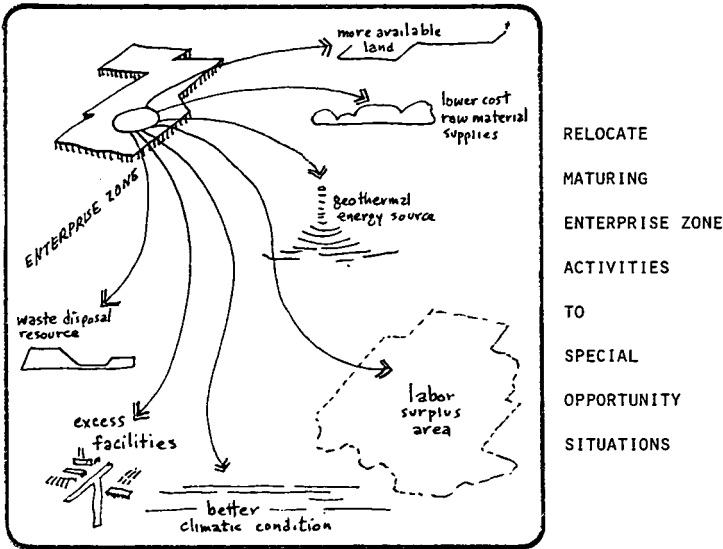 more available
land
lower cost
raw material
supplies
geothermal
energy source
ENTERPRISE ZONE
waste disposal
resource
labor
surplus
area
excess
facilities
better
climatic condition
RELOCATE
MATURING
ENTERPRISE ZONE
ACTIVITIES
TO
SPECIAL
OPPORTUNITY
SITUATIONS